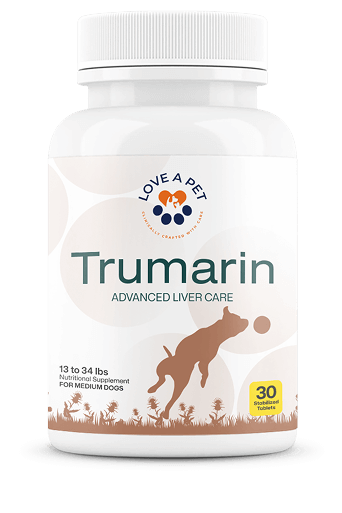 LOVE A PET
CLINICALLY CRAFTED WITH CARE
Trumarin
ADVANCED LIVER CARE
13 to 34 lbs
Nutritional Supplement
FOR MEDIUM DOGS
30
Stabilized
Tablets